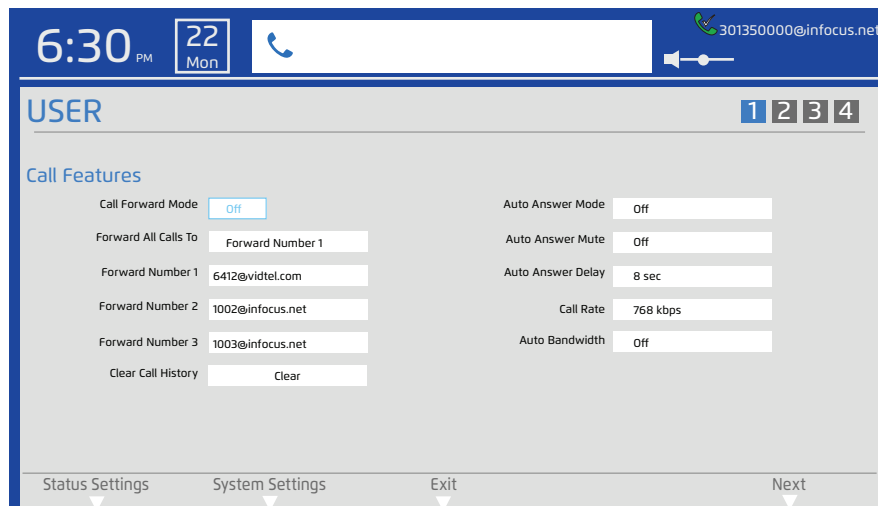 6:30 PM
22
Mon
301350000@infocus.net
USER
1 2 3 4
Call Features
Call Forward Mode Off
Forward All Calls To Forward Number 1
Forward Number 1 6412@vidtel.com
Forward Number 2 1002@infocus.net
Forward Number 3 1003@infocus.net
Clear Call History Clear
Auto Answer Mode Off
Auto Answer Mute Off
Auto Answer Delay 8 sec
Call Rate 768 kbps
Auto Bandwidth Off
Status Settings System Settings Exit Next